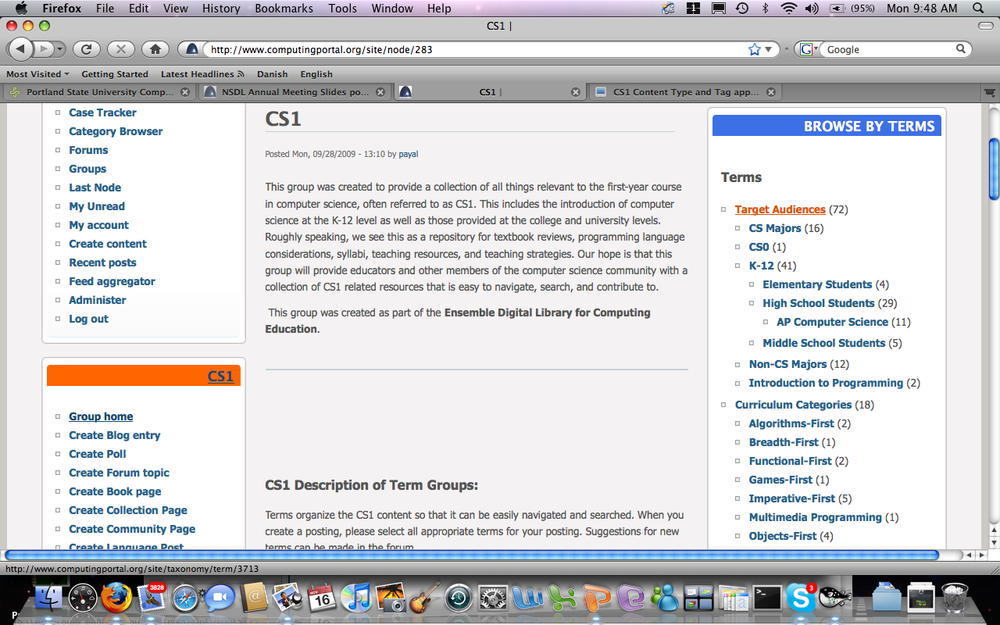 Firefox File Edit View History Bookmarks Tools Window Help 1 (95%) Mon 9:48 AM
CS1 |
http://www.computingportal.org/site/node/283 G Google
Most Visited Getting Started Latest Headlines Danish English
Portland State University Comp... NSDL Annual Meeting Slides po... CS1 | CS1 Content Type and Tag app...
Case Tracker
Category Browser
Forums
Groups
Last Node
My Unread
My account
Create content
Recent posts
Feed aggregator
Administer
Log out
CS1
Group home
Create Blog entry
Create Poll
Create Forum topic
Create Book page
Create Collection Page
Create Community Page
Create Language Post
CS1
Posted Mon, 09/28/2009 - 13:10 by payal
This group was created to provide a collection of all things relevant to the first-year course
in computer science, often referred to as CS1. This includes the introduction of computer
science at the K-12 level as well as those provided at the college and university levels.
Roughly speaking, we see this as a repository for textbook reviews, programming language
considerations, syllabi, teaching resources, and teaching strategies. Our hope is that this
group will provide educators and other members of the computer science community with a
collection of CS1 related resources that is easy to navigate, search, and contribute to.
This group was created as part of the Ensemble Digital Library for Computing
Education.
CS1 Description of Term Groups:
Terms organize the CS1 content so that it can be easily navigated and searched. When you
create a posting, please select all appropriate terms for your posting. Suggestions for new
terms can be made in the forum
BROWSE BY TERMS
Terms
Target Audiences (72)
CS Majors (16)
CS0 (1)
K-12 (41)
Elementary Students (4)
High School Students (29)
AP Computer Science (11)
Middle School Students (5)
Non-CS Majors (12)
Introduction to Programming (2)
Curriculum Categories (18)
Algorithms-First (2)
Breadth-First (1)
Functional-First (2)
Games-First (1)
Imperative-First (5)
Multimedia Programming (1)
Objects-First (4)
http://www.computingportal.org/site/taxonomy/term/3713
3828
NOV
16
3